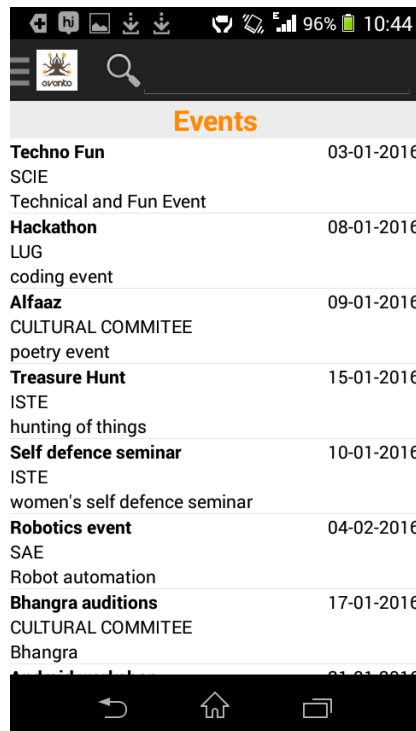 hi
E
96%
10:44
evento
Events
Techno Fun 03-01-2016
SCIE
Technical and Fun Event
Hackathon 08-01-2016
LUG
coding event
Alfaaz 09-01-2016
CULTURAL COMMITEE
poetry event
Treasure Hunt 15-01-2016
ISTE
hunting of things
Self defence seminar 10-01-2016
ISTE
women's self defence seminar
Robotics event 04-02-2016
SAE
Robot automation
Bhangra auditions 17-01-2016
CULTURAL COMMITEE
Bhangra